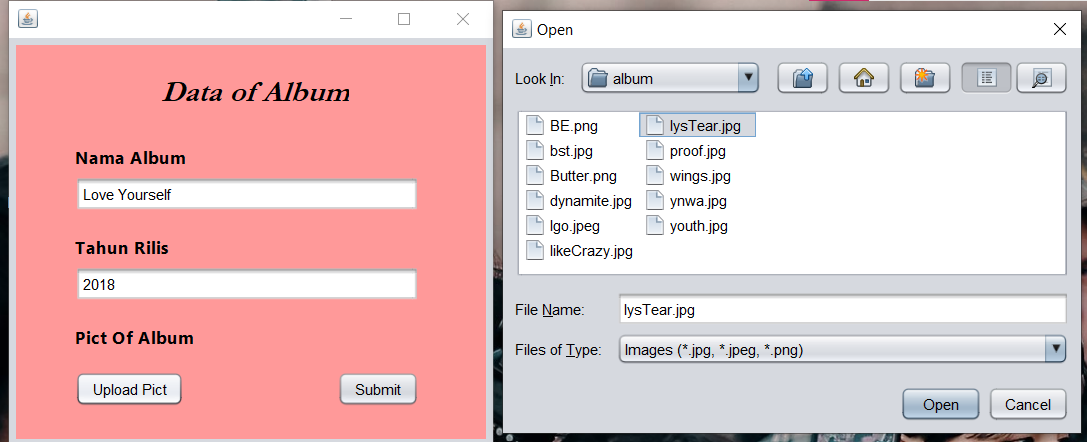 Data of Album
Nama Album
Love Yourself
Tahun Rilis
2018
Pict Of Album
Upload Pict
Submit
Open
Look In:
album
BE.png
bst.jpg
Butter.png
dynamite.jpg
lgo.jpeg
likeCrazy.jpg
lysTear.jpg
proof.jpg
wings.jpg
ynwa.jpg
youth.jpg
File Name:
lysTear.jpg
Files of Type:
Images (*.jpg, *.jpeg, *.png)
Open
Cancel